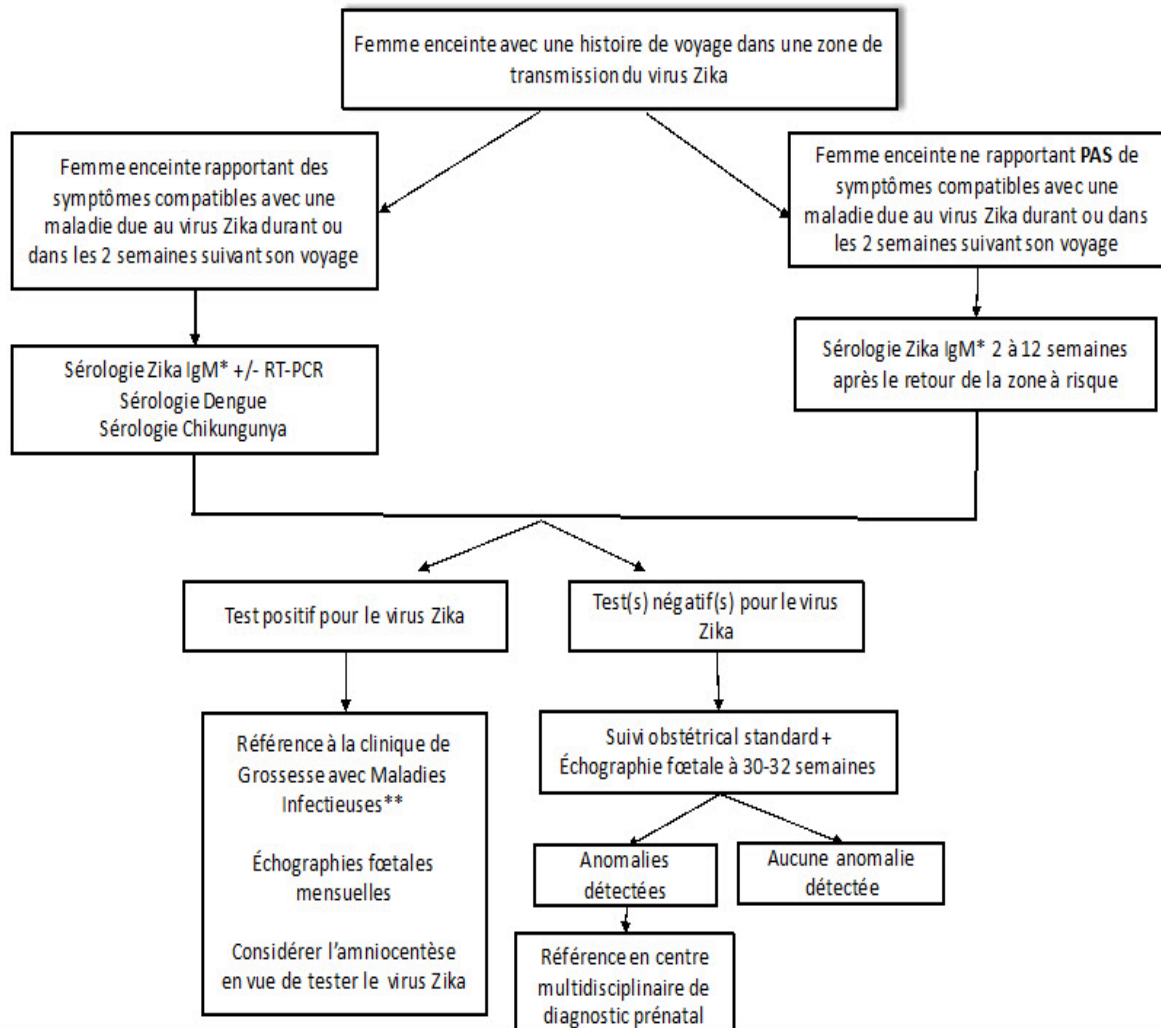 Femme enceinte avec une histoire de voyage dans une zone de
transmission du virus Zika
Femme enceinte rapportant des
symptômes compatibles avec une
maladie due au virus Zika durant ou
dans les 2 semaines suivant son voyage
Femme enceinte ne rapportant PAS de
symptômes compatibles avec une
maladie due au virus Zika durant ou dans
les 2 semaines suivant son voyage
Sérologie Zika IgM* +/- RT-PCR
Sérologie Dengue
Sérologie Chikungunya
Sérologie Zika IgM* 2 à 12 semaines
après le retour de la zone à risque
Test positif pour le virus Zika
Test(s) négatif(s) pour le virus
Zika
Référence à la clinique de
Grossesse avec Maladies
Infectieuses**
Échographies fœtales
mensuelles
Considérer l'amniocentèse
en vue de tester le virus Zika
Suivi obstétrical standard +
Échographie fœtale à 30-32 semaines
Anomalies
détectées
Aucune anomalie
détectée
Référence en centre
multidisciplinaire de
diagnostic prénatal